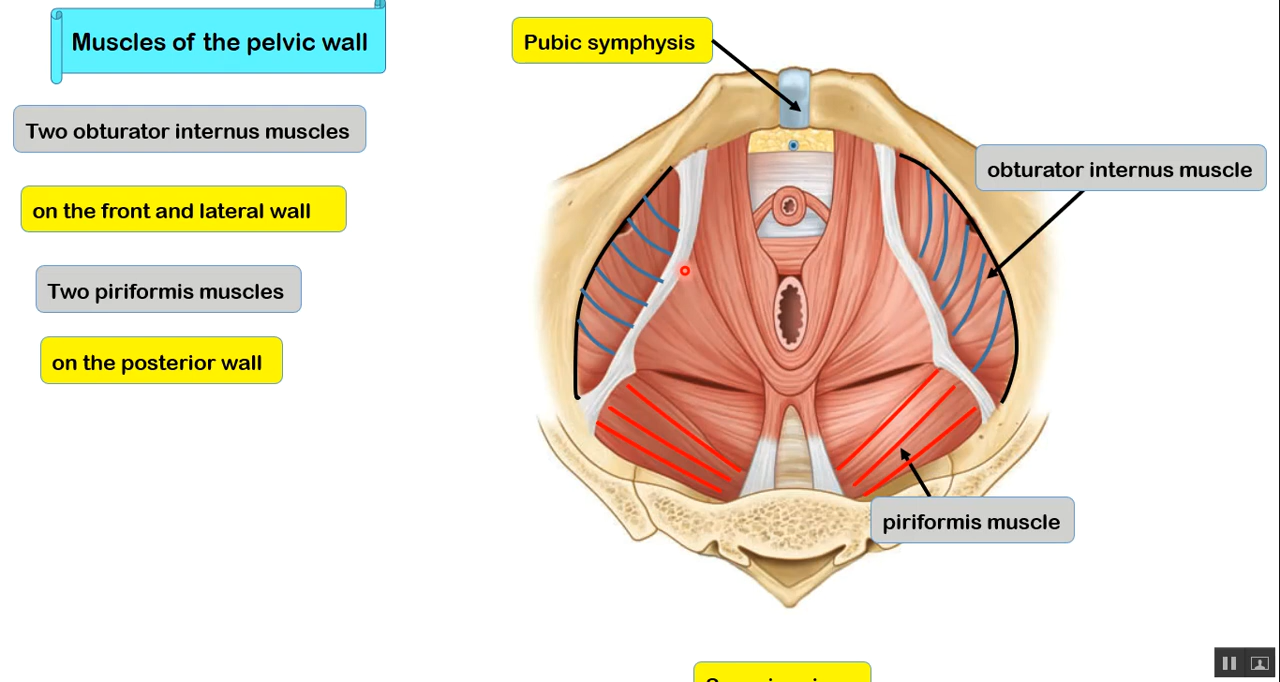 Muscles of the pelvic wall
Two obturator internus muscles
on the front and lateral wall
Two piriformis muscles
on the posterior wall
Pubic symphysis
obturator internus muscle
piriformis muscle